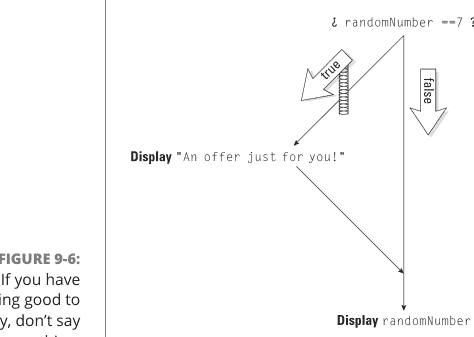 ¿ randomNumber ==7 ?
true
false
Display "An offer just for you!"
FIGURE 9-6:
If you have
ing good to
y, don't say
Display randomNumber